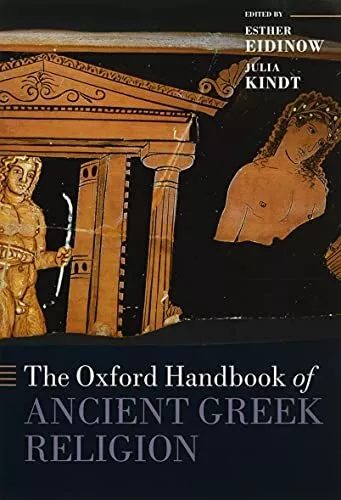 EDITED BY
ESTHER
EIDINOW
JULIA
KINDT
The Oxford Handbook of
ANCIENT GREEK
RELIGION